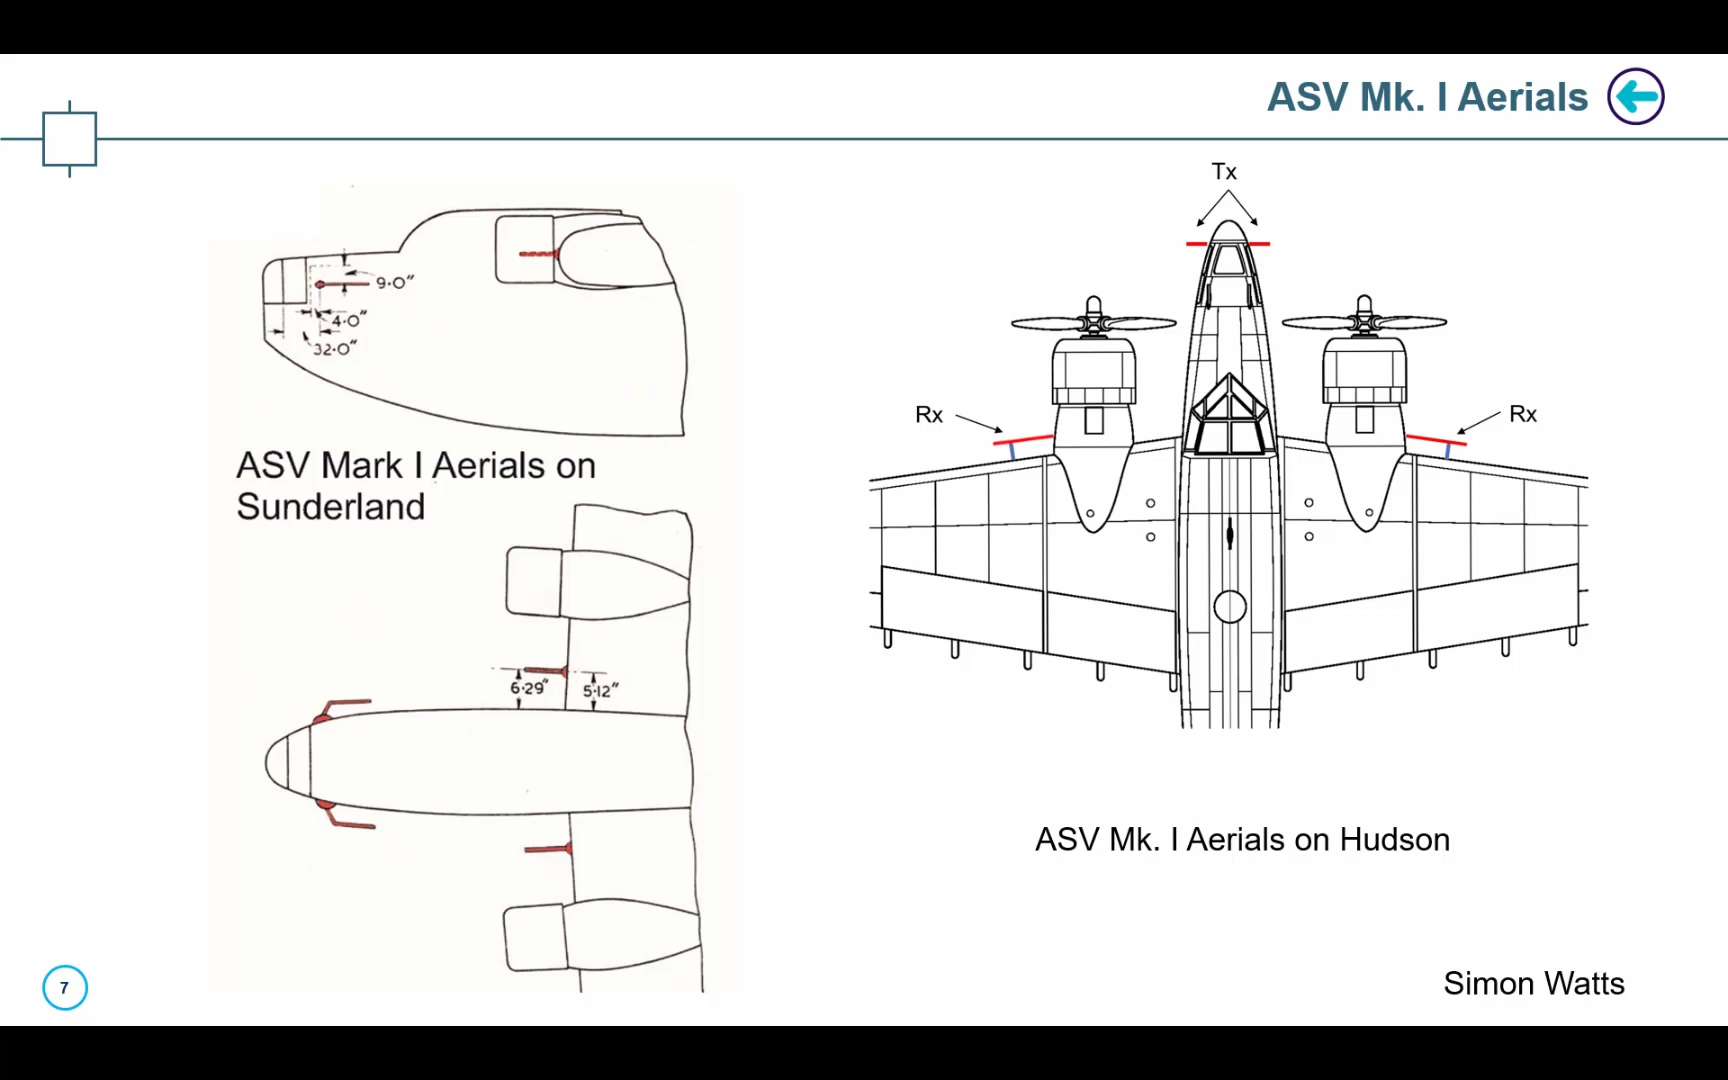 ASV Mk. I Aerials
9·0"
4·0"
32·0"
ASV Mark I Aerials on
Sunderland
6·29"
5·12"
Tx
Rx
Rx
ASV Mk. I Aerials on Hudson
7
Simon Watts